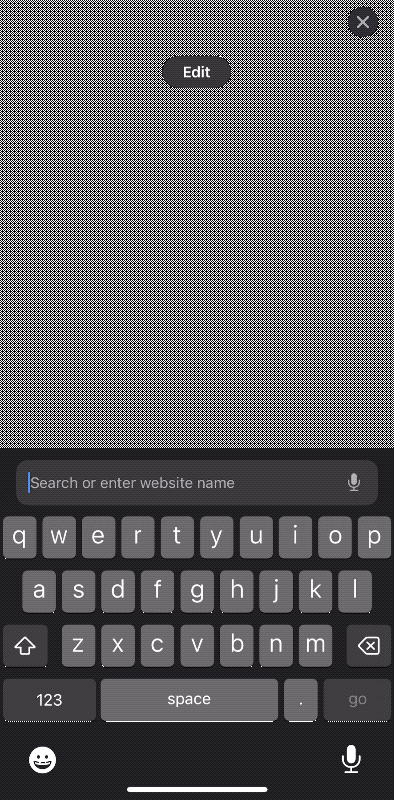 Edit
Search or enter website name
q w e r t y u i o p
a s d f g h j k l
z x c v b n m
123 space . go